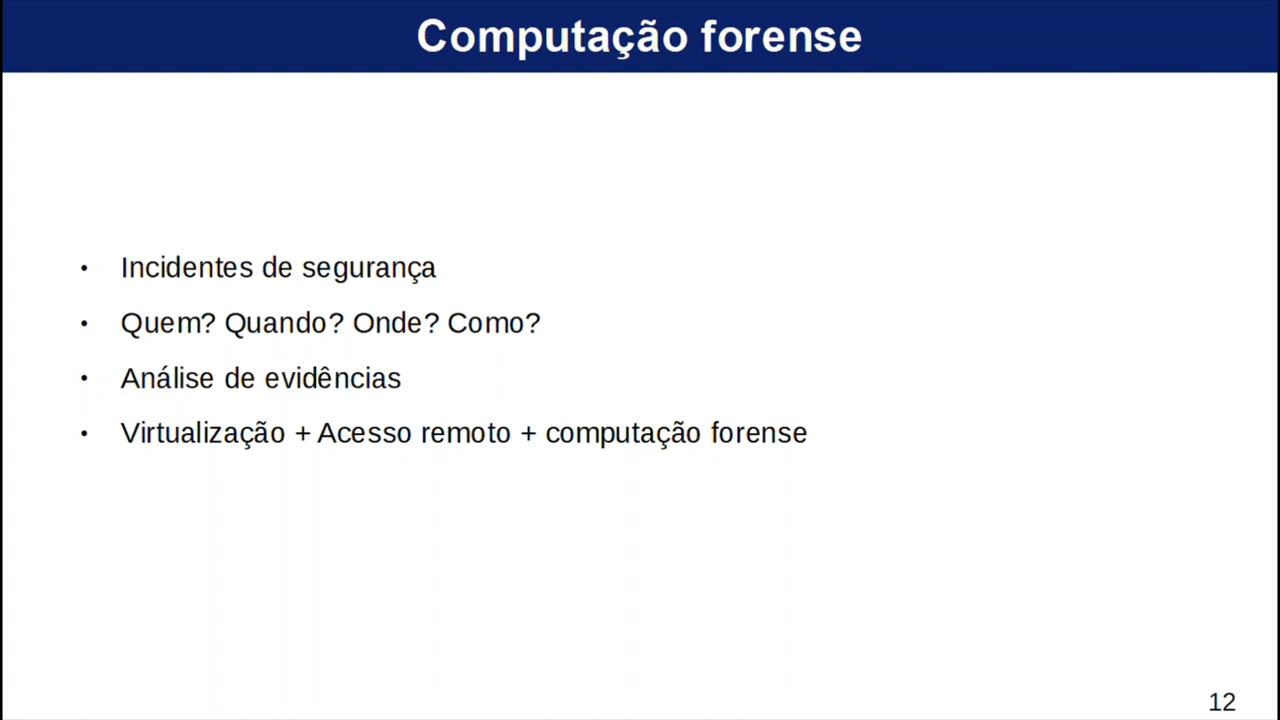 Computação forense
• Incidentes de segurança
• Quem? Quando? Onde? Como?
• Análise de evidências
• Virtualização + Acesso remoto + computação forense
12